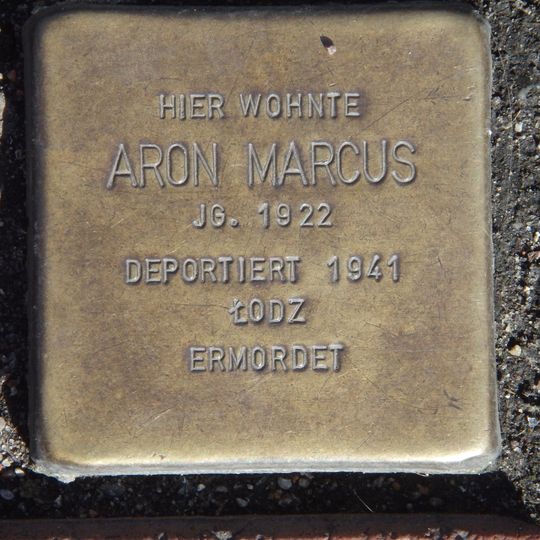 HIER WOHNTE
ARON MARCUS
JG. 1922
DEPORTIERT 1941
ŁODZ
ERMORDET